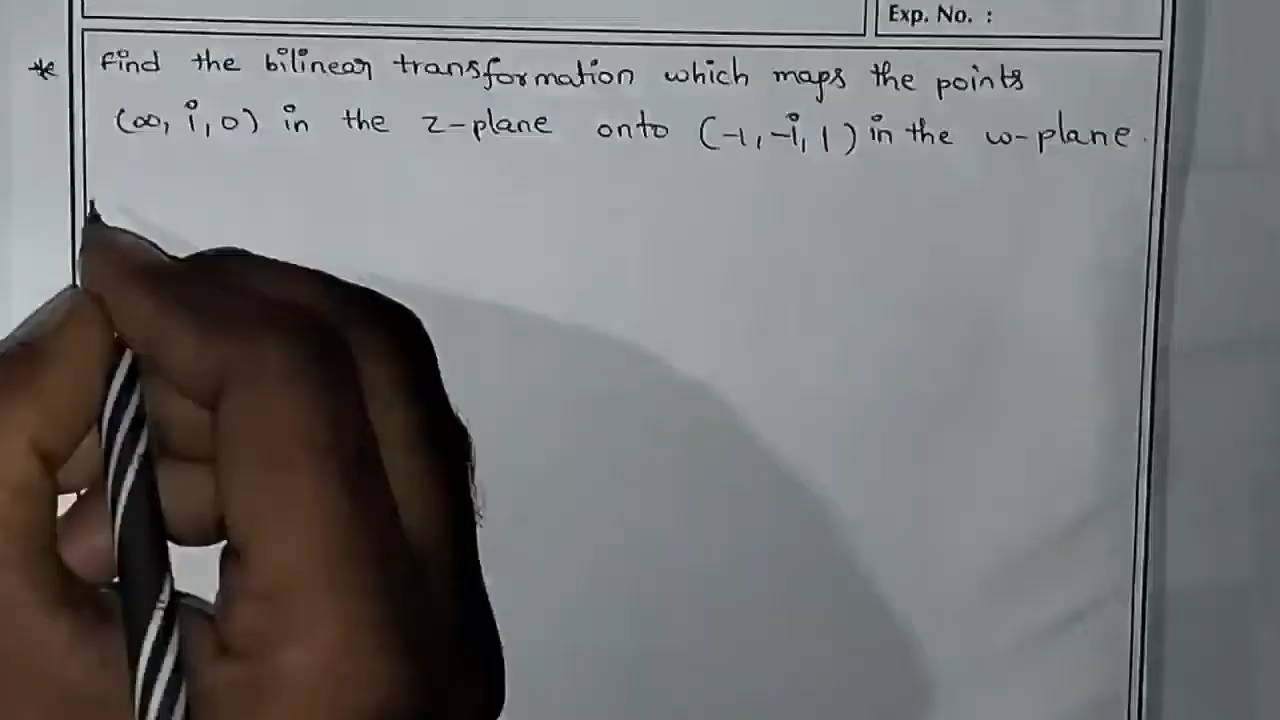 Exp. No. :
* Find the bilinear transformation which maps the points
(∞, i, 0) in the z-plane onto (-1, -i, 1) in the w-plane.